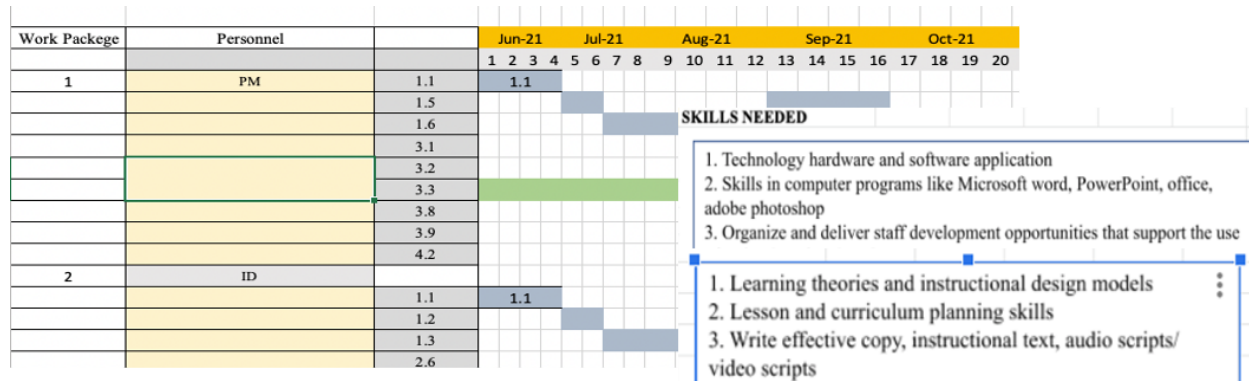 Work Packege Personnel Jun-21 Jul-21 Aug-21 Sep-21 Oct-21
1 2 3 4 5 6 7 8 9 10 11 12 13 14 15 16 17 18 19 20
1 PM 1.1 1.1
1.5
1.6
3.1
3.2
3.3
3.8
3.9
4.2
2 ID
1.1 1.1
1.2
1.3
2.6
SKILLS NEEDED
1. Technology hardware and software application
2. Skills in computer programs like Microsoft word, PowerPoint, office,
adobe photoshop
3. Organize and deliver staff development opportunities that support the use
1. Learning theories and instructional design models
2. Lesson and curriculum planning skills
3. Write effective copy, instructional text, audio scripts/
video scripts